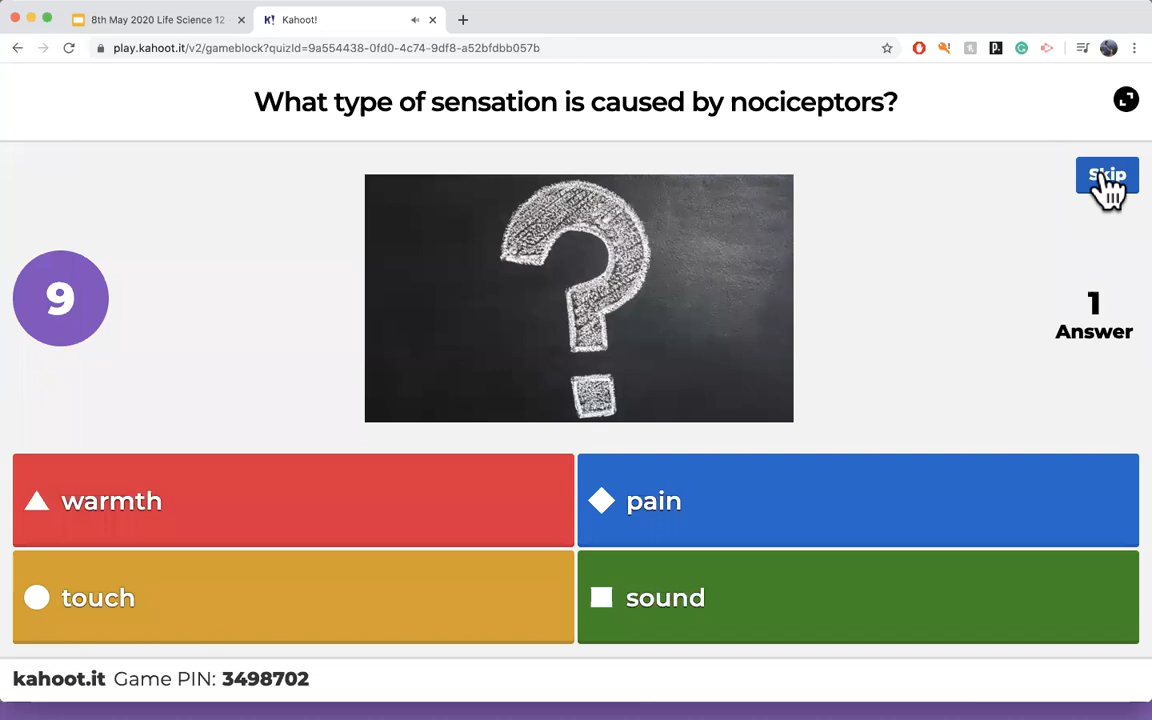 8th May 2020 Life Science 12
Kahoot!
play.kahoot.it/v2/gameblock?quizId=9a554438-0fd0-4c74-9df8-a52bfdbb057b
What type of sensation is caused by nociceptors?
Skip
9
1
Answer
warmth
pain
touch
sound
kahoot.it Game PIN: 3498702